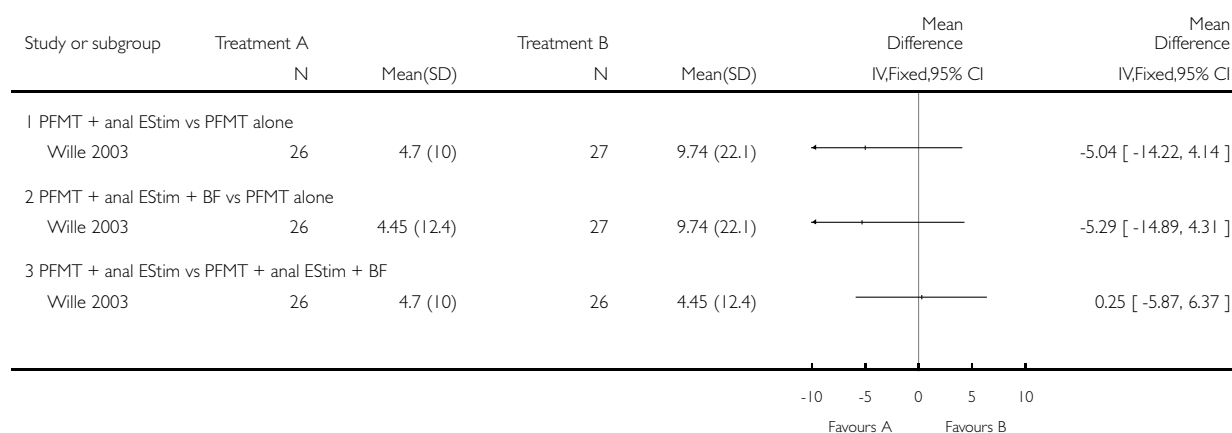 Study or subgroup Treatment A Treatment B Mean Difference Mean Difference
N Mean(SD) N Mean(SD) IV,Fixed,95% CI IV,Fixed,95% CI
1 PFMT + anal EStim vs PFMT alone
Wille 2003 26 4.7 (10) 27 9.74 (22.1) -5.04 [ -14.22, 4.14 ]
2 PFMT + anal EStim + BF vs PFMT alone
Wille 2003 26 4.45 (12.4) 27 9.74 (22.1) -5.29 [ -14.89, 4.31 ]
3 PFMT + anal EStim vs PFMT + anal EStim + BF
Wille 2003 26 4.7 (10) 26 4.45 (12.4) 0.25 [ -5.87, 6.37 ]
-10 -5 0 5 10
Favours A Favours B